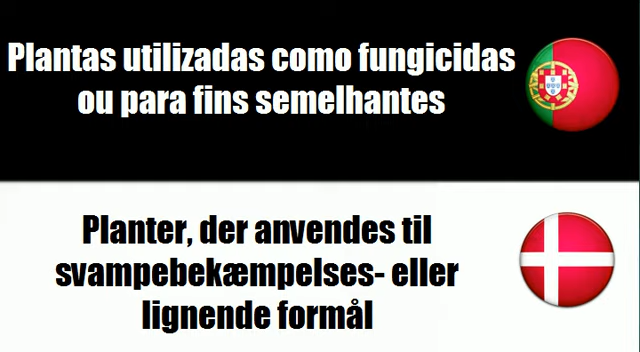 Plantas utilizadas como fungicidas
ou para fins semelhantes
Planter, der anvendes til
svampebekæmpelses- eller
lignende formål